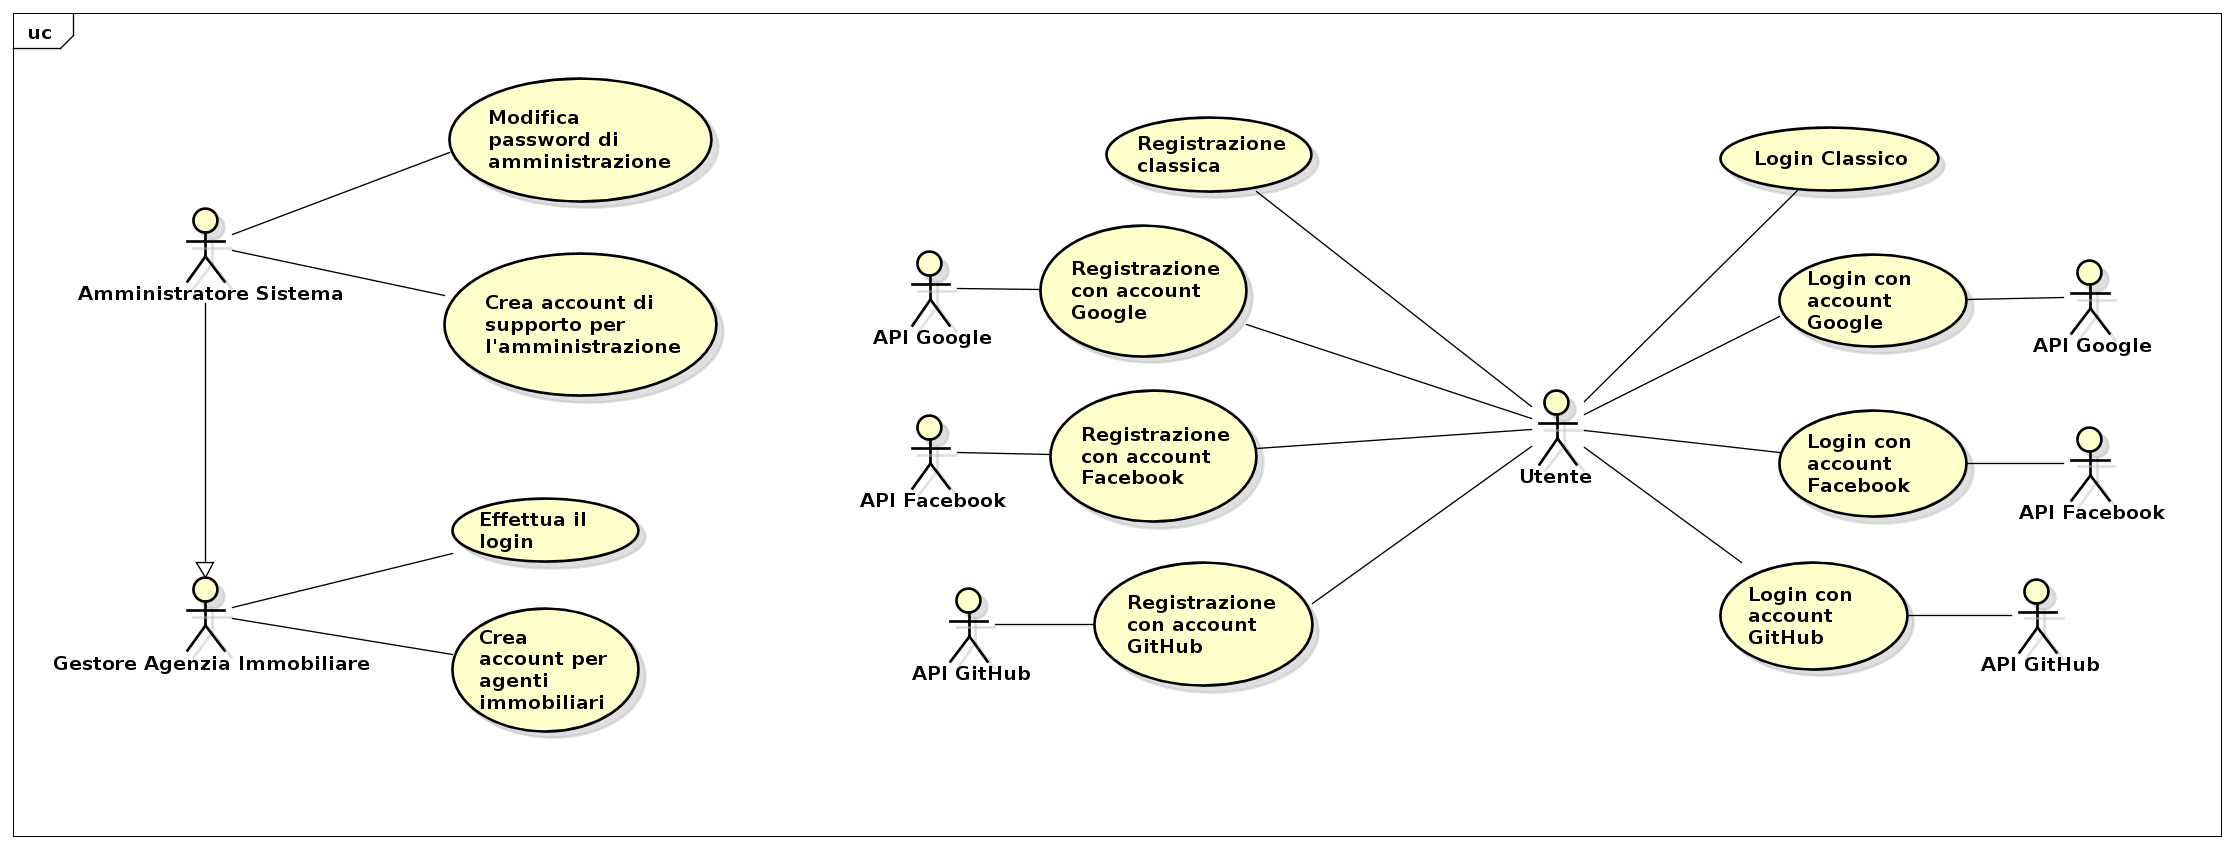 uc
Modifica
password di
amministrazione
Amministratore Sistema
Crea account di
supporto per
l'amministrazione
Effettua il
login
Gestore Agenzia Immobiliare
Crea
account per
agenti
immobiliari
Registrazione
classica
API Google
Registrazione
con account
Google
API Facebook
Registrazione
con account
Facebook
API GitHub
Registrazione
con account
GitHub
Utente
Login Classico
Login con
account
Google
API Google
Login con
account
Facebook
API Facebook
Login con
account
GitHub
API GitHub